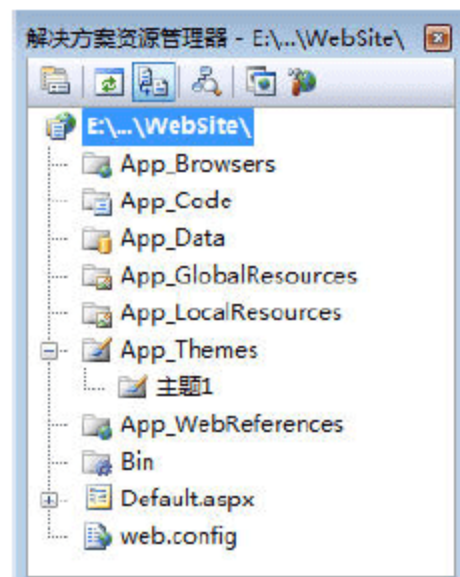 解决方案资源管理器 - E:\...\WebSite\
E:\...\WebSite\
App_Browsers
App_Code
App_Data
App_GlobalResources
App_LocalResources
App_Themes
主题1
App_WebReferences
Bin
Default.aspx
web.config